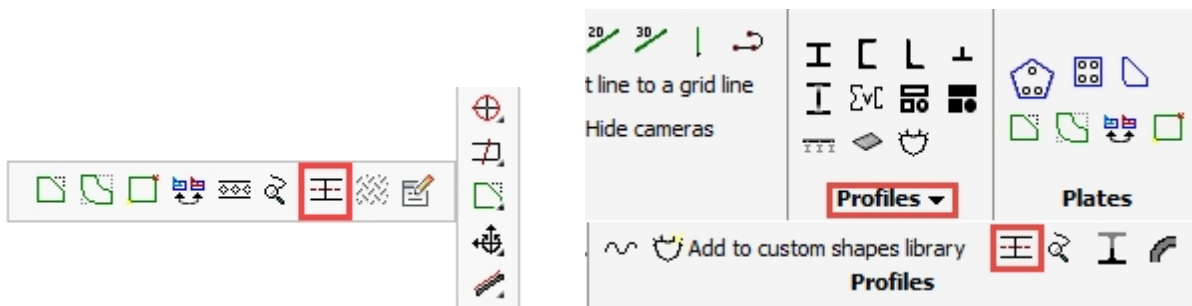 2D 3D
t line to a grid line
Hide cameras
Profiles
Plates
Add to custom shapes library
Profiles